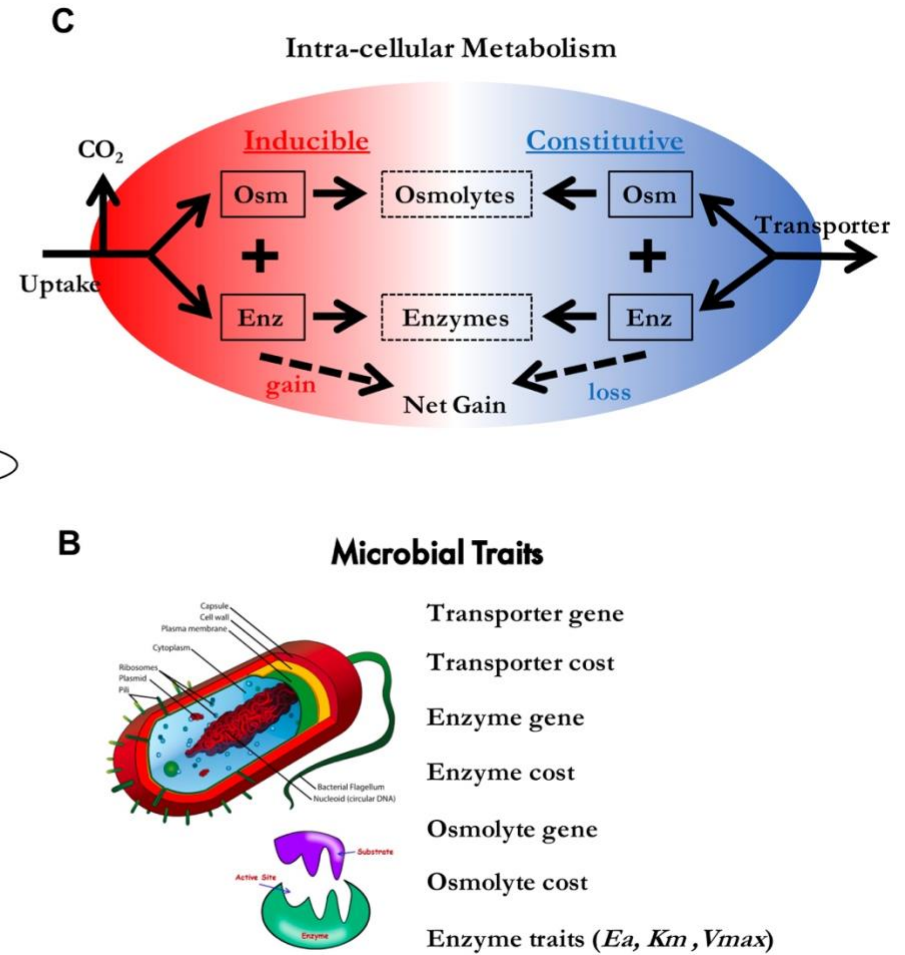 C
Intra-cellular Metabolism
Inducible
Constitutive
CO₂
Osm
Osmolytes
Osm
Transporter
+
+
Uptake
Enz
Enzymes
Enz
gain
loss
Net Gain
B
Microbial Traits
Capsule
Cell wall
Plasma membrane
Cytoplasm
Ribosomes
Plasmid
Pili
Bacterial Flagellum
Nucleoid (circular DNA)
Substrate
Active Site
Enzyme
Transporter gene
Transporter cost
Enzyme gene
Enzyme cost
Osmolyte gene
Osmolyte cost
Enzyme traits (Ea, Km ,Vmax)